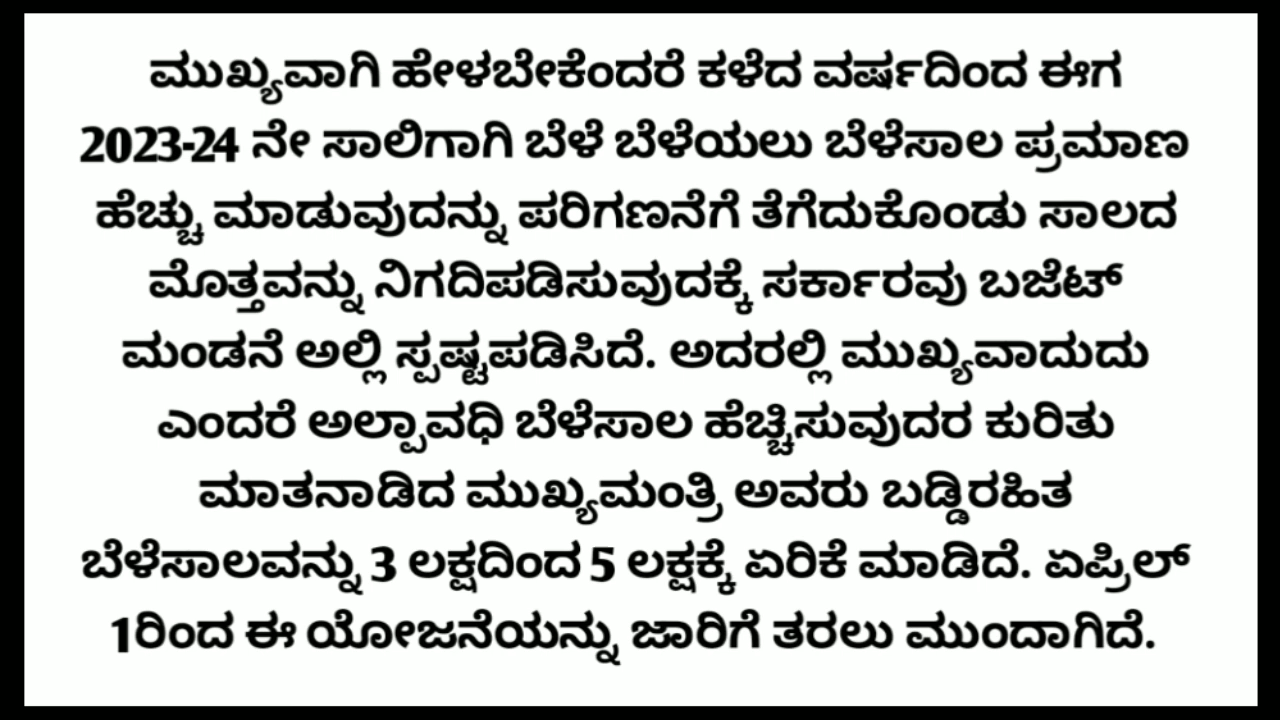 ಮುಖ್ಯವಾಗಿ ಹೇಳಬೇಕೆಂದರೆ ಕಳೆದ ವರ್ಷದಿಂದ ಈಗ
2023-24 ನೇ ಸಾಲಿಗಾಗಿ ಬೆಳೆ ಬೆಳೆಯಲು ಬೆಳೆಸಾಲ ಪ್ರಮಾಣ
ಹೆಚ್ಚು ಮಾಡುವುದನ್ನು ಪರಿಗಣನೆಗೆ ತೆಗೆದುಕೊಂಡು ಸಾಲದ
ಮೊತ್ತವನ್ನು ನಿಗದಿಪಡಿಸುವುದಕ್ಕೆ ಸರ್ಕಾರವು ಬಜೆಟ್
ಮಂಡನೆ ಅಲ್ಲಿ ಸ್ಪಷ್ಟಪಡಿಸಿದೆ. ಅದರಲ್ಲಿ ಮುಖ್ಯವಾದುದು
ಎಂದರೆ ಅಲ್ಪಾವಧಿ ಬೆಳೆಸಾಲ ಹೆಚ್ಚಿಸುವುದರ ಕುರಿತು
ಮಾತನಾಡಿದ ಮುಖ್ಯಮಂತ್ರಿ ಅವರು ಬಡ್ಡಿರಹಿತ
ಬೆಳೆಸಾಲವನ್ನು 3 ಲಕ್ಷದಿಂದ 5 ಲಕ್ಷಕ್ಕೆ ಏರಿಕೆ ಮಾಡಿದೆ. ಏಪ್ರಿಲ್
1ರಿಂದ ಈ ಯೋಜನೆಯನ್ನು ಜಾರಿಗೆ ತರಲು ಮುಂದಾಗಿದೆ.